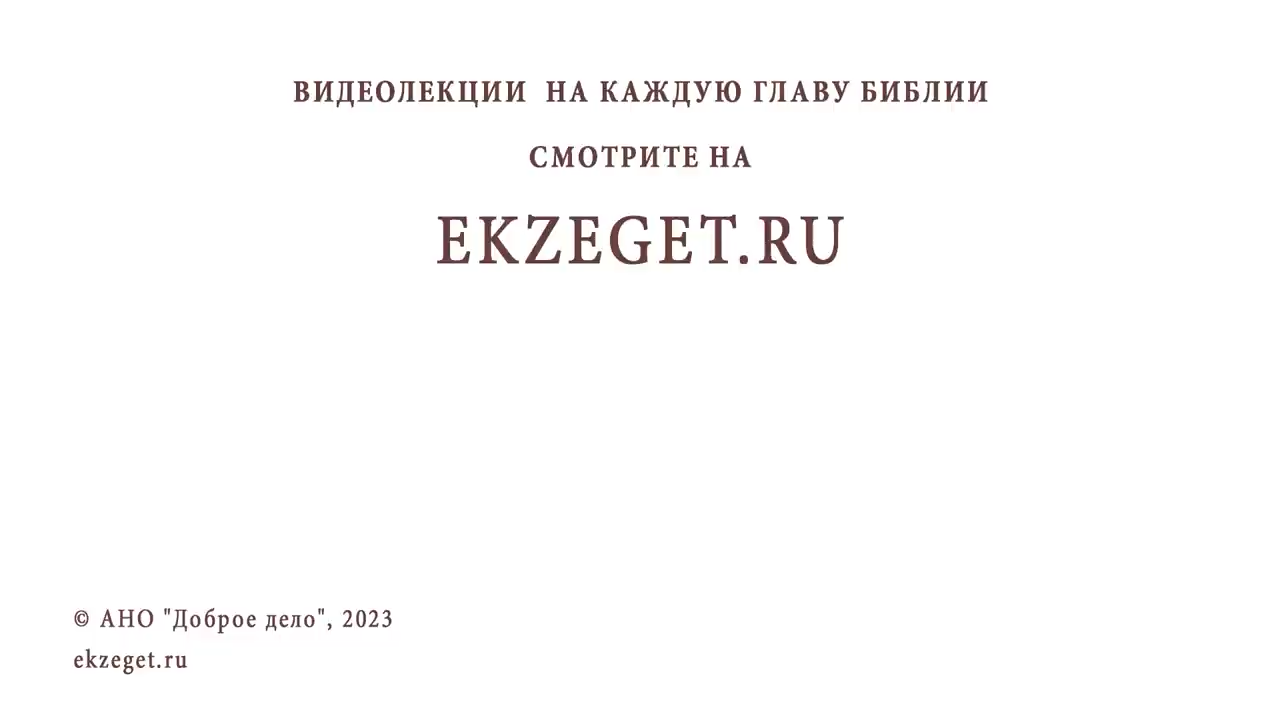 ВИДЕОЛЕКЦИИ НА КАЖДУЮ ГЛАВУ БИБЛИИ
СМОТРИТЕ НА
EKZEGET.RU
© АНО "Доброе дело", 2023
ekzeget.ru